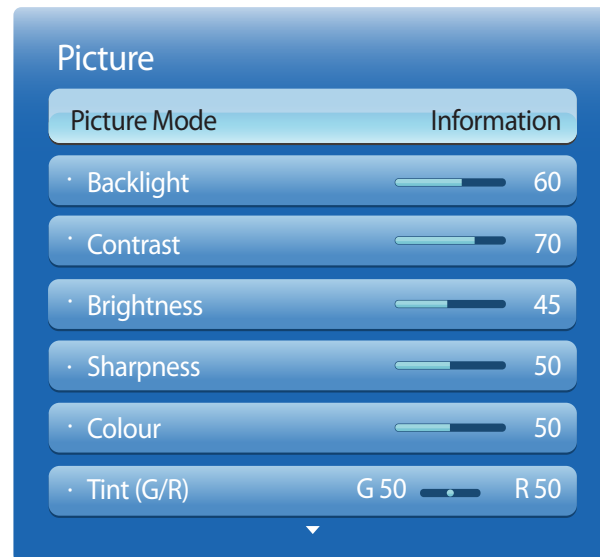 Picture
Picture Mode Information
· Backlight 60
· Contrast 70
· Brightness 45
· Sharpness 50
· Colour 50
· Tint (G/R) G 50 R 50